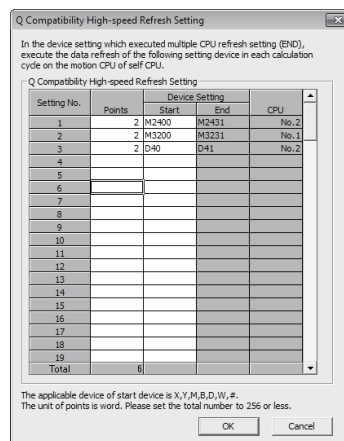 Q Compatibility High-speed Refresh Setting
In the device setting which executed multiple CPU refresh setting (END),
execute the data refresh of the following setting device in each calculation
cycle on the motion CPU of self CPU.
Q Compatibility High-speed Refresh Setting
Setting No. Points Device Setting CPU
Start End
1 2 M2400 M2431 No.2
2 2 M3200 M3231 No.1
3 2 D40 D41 No.2
4
5
6
7
8
9
10
11
12
13
14
15
16
17
18
19
Total 6
The applicable device of start device is X,Y,M,B,D,W,#.
The unit of points is word. Please set the total number to 256 or less.
OK Cancel